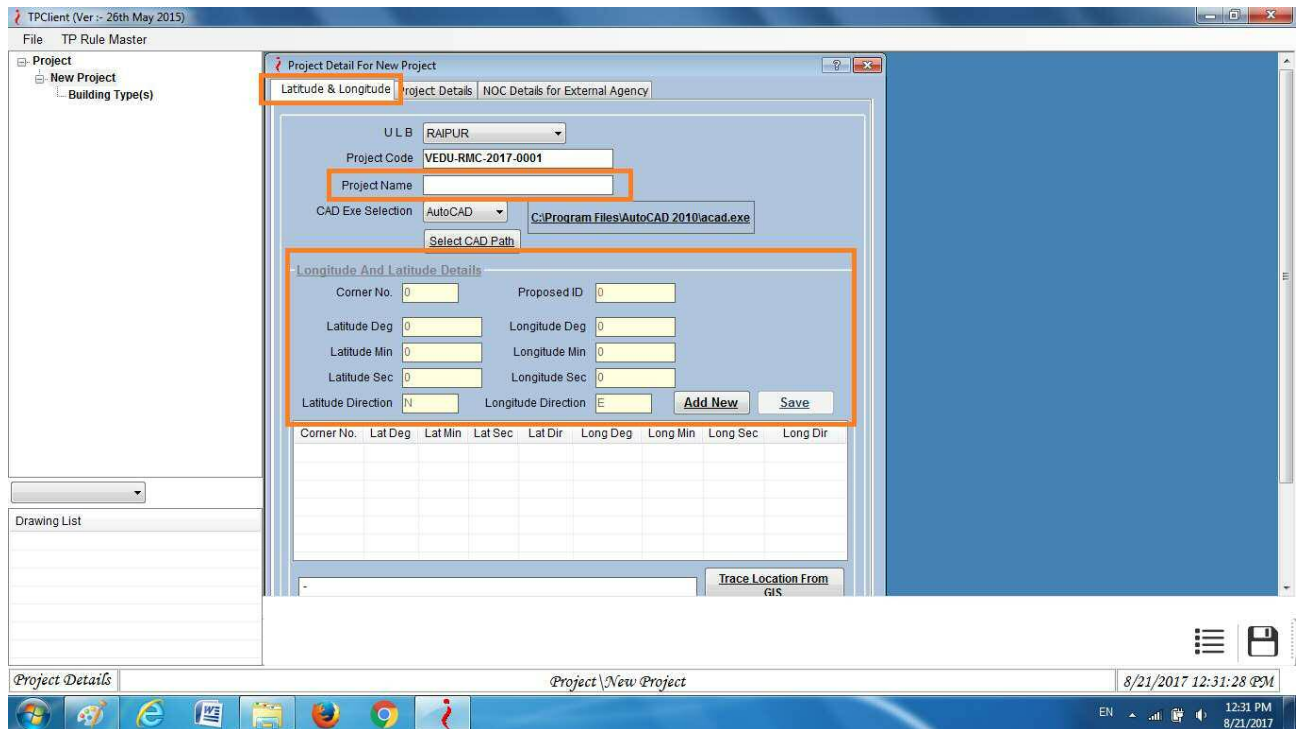 TPClient (Ver :- 26th May 2015)
File TP Rule Master
Project
New Project
Building Type(s)
Drawing List
Project Detail For New Project
Latitude & Longitude Project Details NOC Details for External Agency
U L B RAIPUR
Project Code VEDU-RMC-2017-0001
Project Name
CAD Exe Selection AutoCAD C:\Program Files\AutoCAD 2010\acad.exe
Select CAD Path
Longitude And Latitude Details
Corner No. 0 Proposed ID 0
Latitude Deg 0 Longitude Deg 0
Latitude Min 0 Longitude Min 0
Latitude Sec 0 Longitude Sec 0
Latitude Direction N Longitude Direction E Add New Save
Corner No. Lat Deg Lat Min Lat Sec Lat Dir Long Deg Long Min Long Sec Long Dir
- Trace Location From
GIS
Project Details Project\New Project 8/21/2017 12:31:28 PM
EN 12:31 PM
8/21/2017